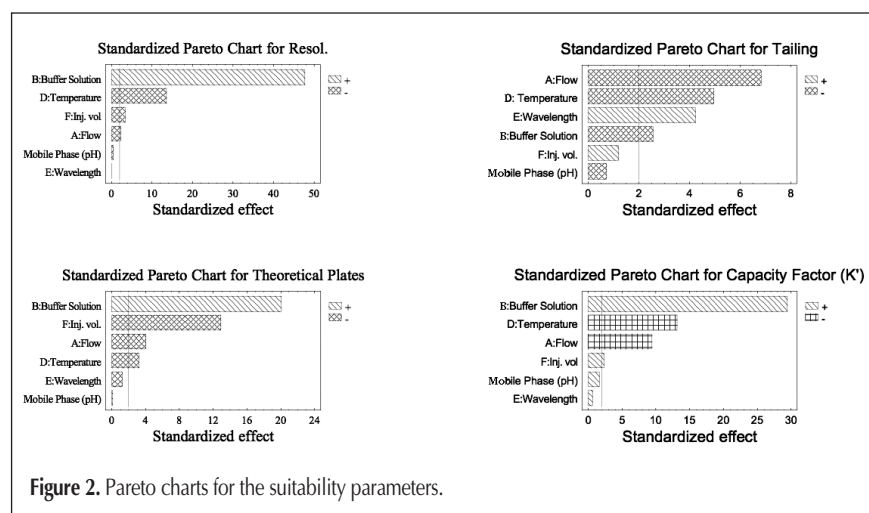 Standardized Pareto Chart for Resol.
B:Buffer Solution
D:Temperature
F:Inj. vol
A:Flow
Mobile Phase (pH)
E:Wavelength
+
-
0 10 20 30 40 50
Standardized effect
Standardized Pareto Chart for Tailing
A:Flow
D: Temperature
E:Wavelength
B:Buffer Solution
F:Inj. vol.
Mobile Phase (pH)
+
-
0 2 4 6 8
Standardized effect
Standardized Pareto Chart for Theoretical Plates
B:Buffer Solution
F:Inj. vol.
A:Flow
D:Temperature
E:Wavelength
Mobile Phase (pH)
+
-
0 4 8 12 16 20 24
Standardized effect
Standardized Pareto Chart for Capacity Factor (K')
B:Buffer Solution
D:Temperature
A:Flow
F:Inj. vol
Mobile Phase (pH)
E:Wavelength
+
-
0 5 10 15 20 25 30
Standardized effect
Figure 2. Pareto charts for the suitability parameters.